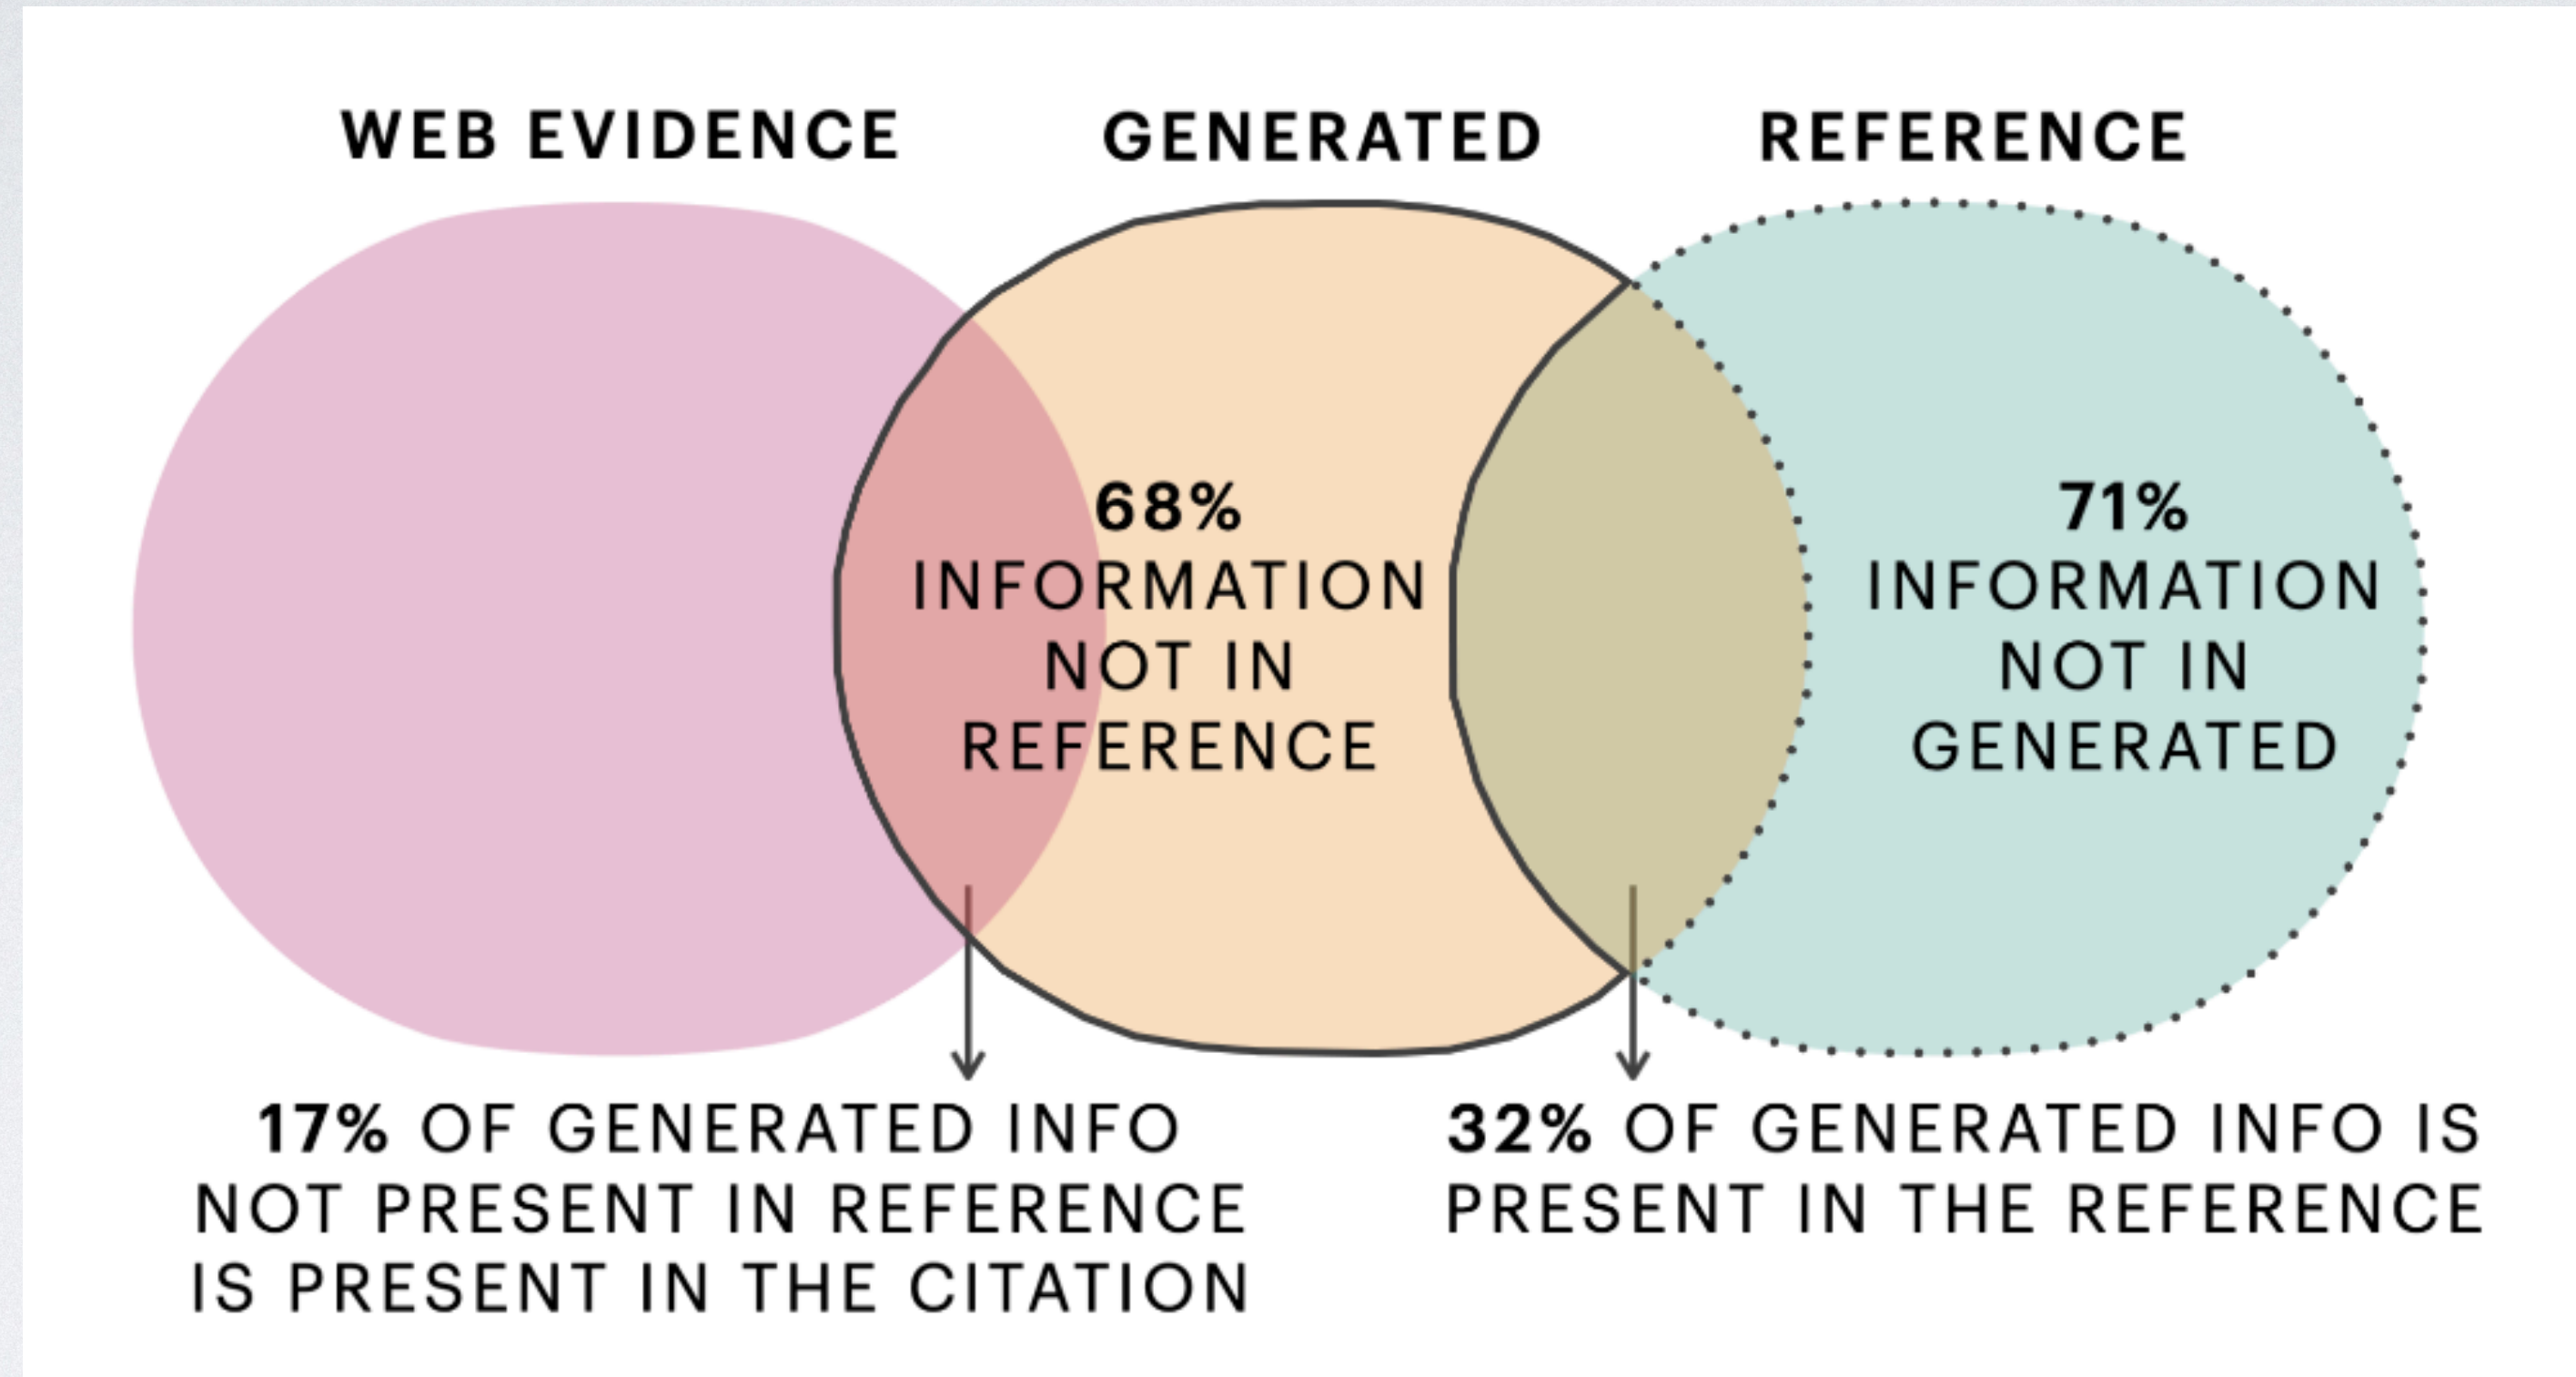 WEB EVIDENCE
GENERATED
REFERENCE
68%
INFORMATION
NOT IN
REFERENCE
71%
INFORMATION
NOT IN
GENERATED
17% OF GENERATED INFO
NOT PRESENT IN REFERENCE
IS PRESENT IN THE CITATION
32% OF GENERATED INFO IS
PRESENT IN THE REFERENCE